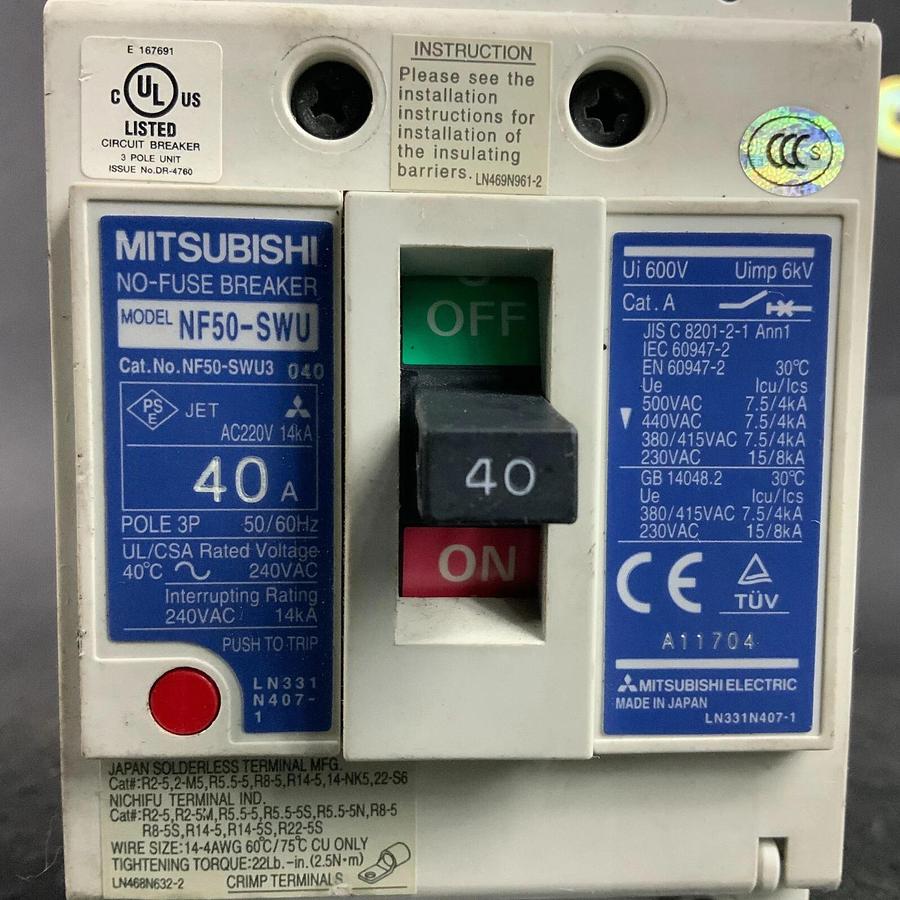 E 167691
C UL US
LISTED
CIRCUIT BREAKER
3 POLE UNIT
ISSUE No.DR-4760
INSTRUCTION
Please see the
installation
instructions for
installation of
the insulating
barriers. LN469N961-2
CCC S
MITSUBISHI
NO-FUSE BREAKER
MODEL NF50-SWU
Cat.No.NF50-SWU3 040
PS E JET
AC220V 14kA
40 A
POLE 3P 50/60Hz
UL/CSA Rated Voltage
40℃ 240VAC
Interrupting Rating
240VAC 14kA
PUSH TO TRIP
LN331
N407-
1
OFF
40
ON
Ui 600V Uimp 6kV
Cat. A
JIS C 8201-2-1 Ann1
IEC 60947-2
EN 60947-2 30℃
Ue Icu/Ics
500VAC 7.5/4kA
440VAC 7.5/4kA
380/415VAC 7.5/4kA
230VAC 15/8kA
GB 14048.2 30℃
Ue Icu/Ics
380/415VAC 7.5/4kA
230VAC 15/8kA
CE TÜV
A11704
MITSUBISHI ELECTRIC
MADE IN JAPAN
LN331N407-1
JAPAN SOLDERLESS TERMINAL MFG.
Cat#:R2-5,2-M5,R5.5-5,R8-5,R14-5,14-NK5,22-S6
NICHIFU TERMINAL IND.
Cat#:R2-5,R2-5M,R5.5-5,R5.5-5S,R5.5-5N,R8-5
R8-5S,R14-5,R14-5S,R22-5S
WIRE SIZE:14-4AWG 60℃/75℃ CU ONLY
TIGHTENING TORQUE:22Lb.-in.(2.5N•m)
LN468N632-2 CRIMP TERMINALS